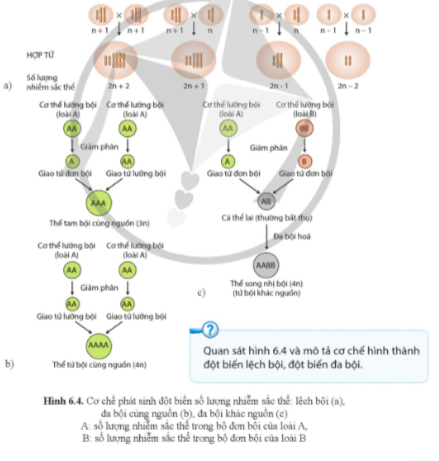 n + 1 × n + 1 n + 1 × n n − 1 × n n − 1 × n − 1
HỢP TỬ
a) Số lượng nhiễm sắc thể 2n + 2 2n + 1 2n − 1 2n − 2
Cơ thể lưỡng bội (loài A) Cơ thể lưỡng bội (loài A)
AA AA
Giảm phân
A AA
Giao tử đơn bội Giao tử lưỡng bội
AAA
Thể tam bội cùng nguồn (3n)
Cơ thể lưỡng bội (loài A) Cơ thể lưỡng bội (loài A)
AA AA
Giảm phân
AA AA
Giao tử lưỡng bội Giao tử lưỡng bội
AAAA
b) Thể tứ bội cùng nguồn (4n)
Cơ thể lưỡng bội (loài A) Cơ thể lưỡng bội (loài B)
AA BB
Giảm phân
A B
Giao tử đơn bội Giao tử đơn bội
AB
Cá thể lai (thường bất thụ)
Đa bội hoá
AABB
c) Thể song nhị bội (4n)
(tứ bội khác nguồn)
?
Quan sát hình 6.4 và mô tả cơ chế hình thành
đột biến lệch bội, đột biến đa bội.
Hình 6.4. Cơ chế phát sinh đột biến số lượng nhiễm sắc thể: lệch bội (a),
đa bội cùng nguồn (b), đa bội khác nguồn (c)
A: số lượng nhiễm sắc thể trong bộ đơn bội của loài A,
B: số lượng nhiễm sắc thể trong bộ đơn bội của loài B